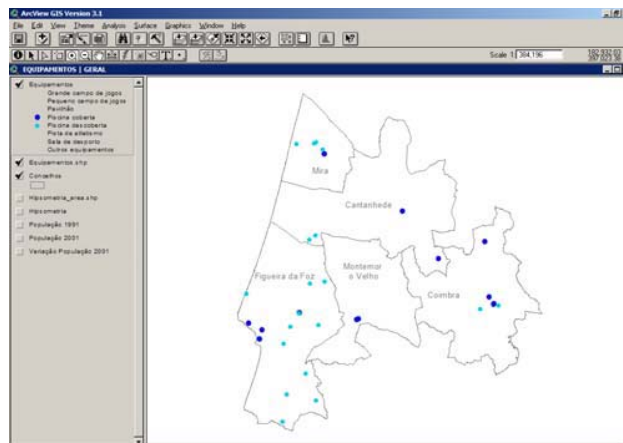 ArcView GIS Version 3.1
File Edit View Theme Analysis Surface Graphics Window Help
Scale 1: 304,196
EQUIPAMENTOS | GERAL
Equipamentos
Grande campo de jogos
Pequeno campo de jogos
Pavilhão
Piscina coberta
Piscina descoberta
Pista de atletismo
Sala de desporto
Outros equipamentos
Equipamentos.shp
Concelhos
Hipsometria_area.shp
Hipsometria
População 1991
População 2001
Variação População 2001
Mira
Cantanhede
Figueira da Foz
Montemor
o Velho
Coimbra